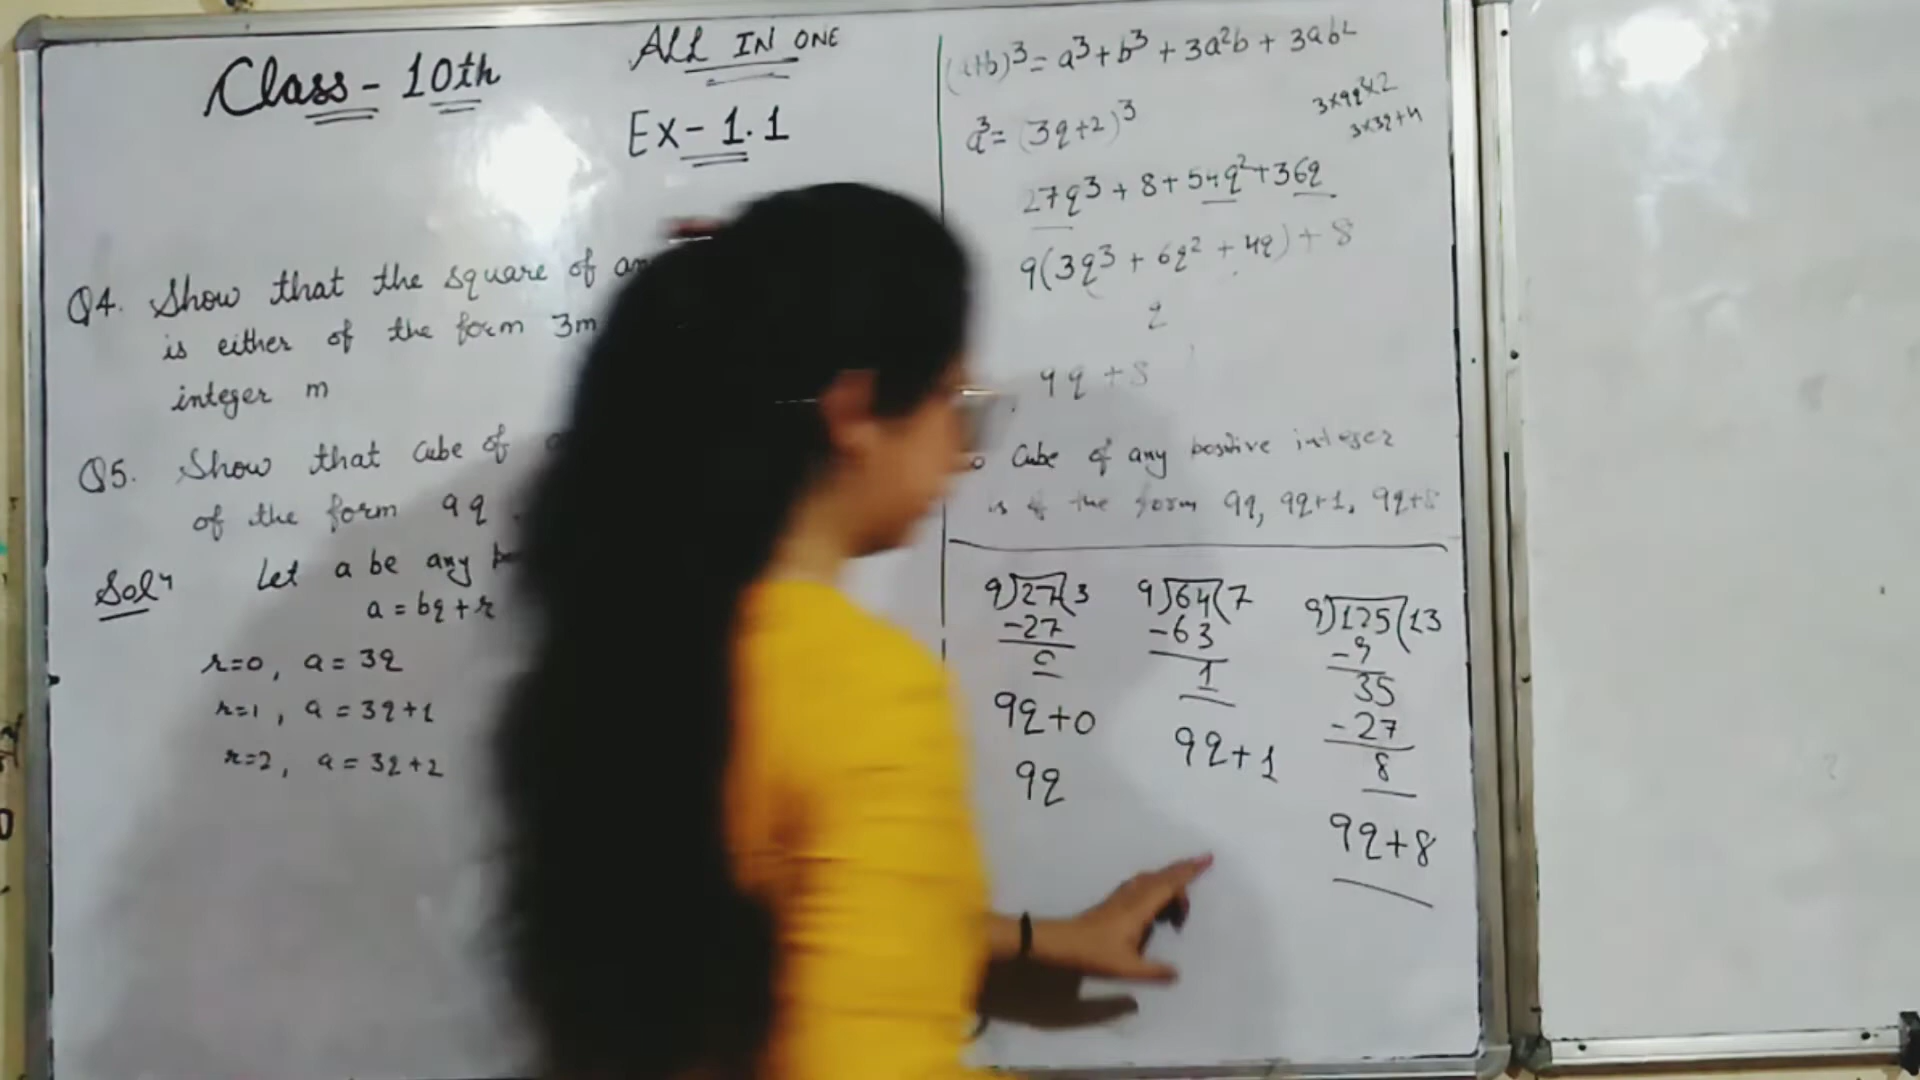 Class - 10th
ALL IN ONE
Ex - 1.1
Q4. Show that the square of
is either of the form 3m
integer m
Q5. Show that cube of
of the form 9q
Solⁿ Let a be any
a = bq + r
r=0, a = 3q
r=1, a = 3q+1
r=2, a = 3q+2
(a+b)³ = a³ + b³ + 3a²b + 3ab²
3×9q²×2
3×3q×4
a³ = (3q+2)³
27q³ + 8 + 54q² + 36q
9(3q³ + 6q² + 4q) + 8
q
9q + 8
So Cube of any positive integer
is of the form 9q, 9q+1, 9q+8
9)27(3
-27
0
9q+0
9q
9)64(7
-63
1
9q+1
9)125(13
-9
35
-27
8
9q+8